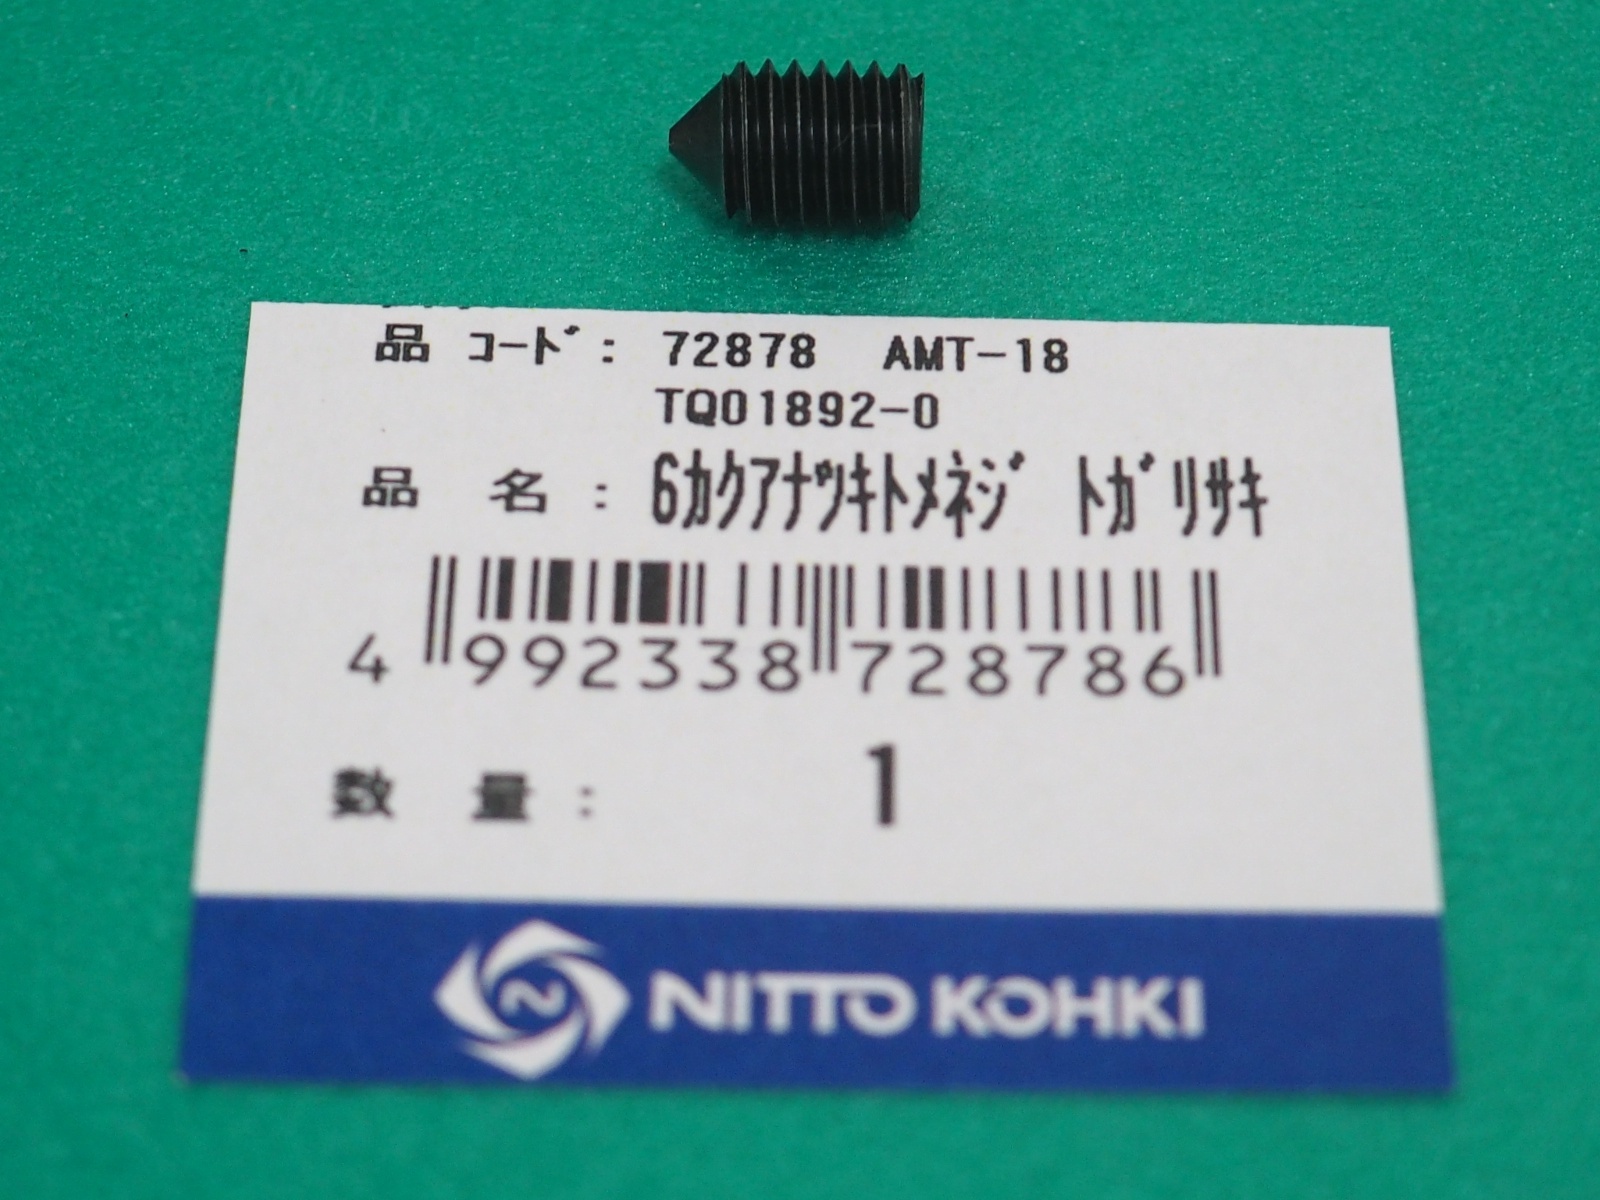 品 コード: 72878 AMT-18
TQ01892-0
品 名: 6カクアナツキトメネジ トガリサキ
4 992338 728786
数 量: 1
NITTO KOHKI